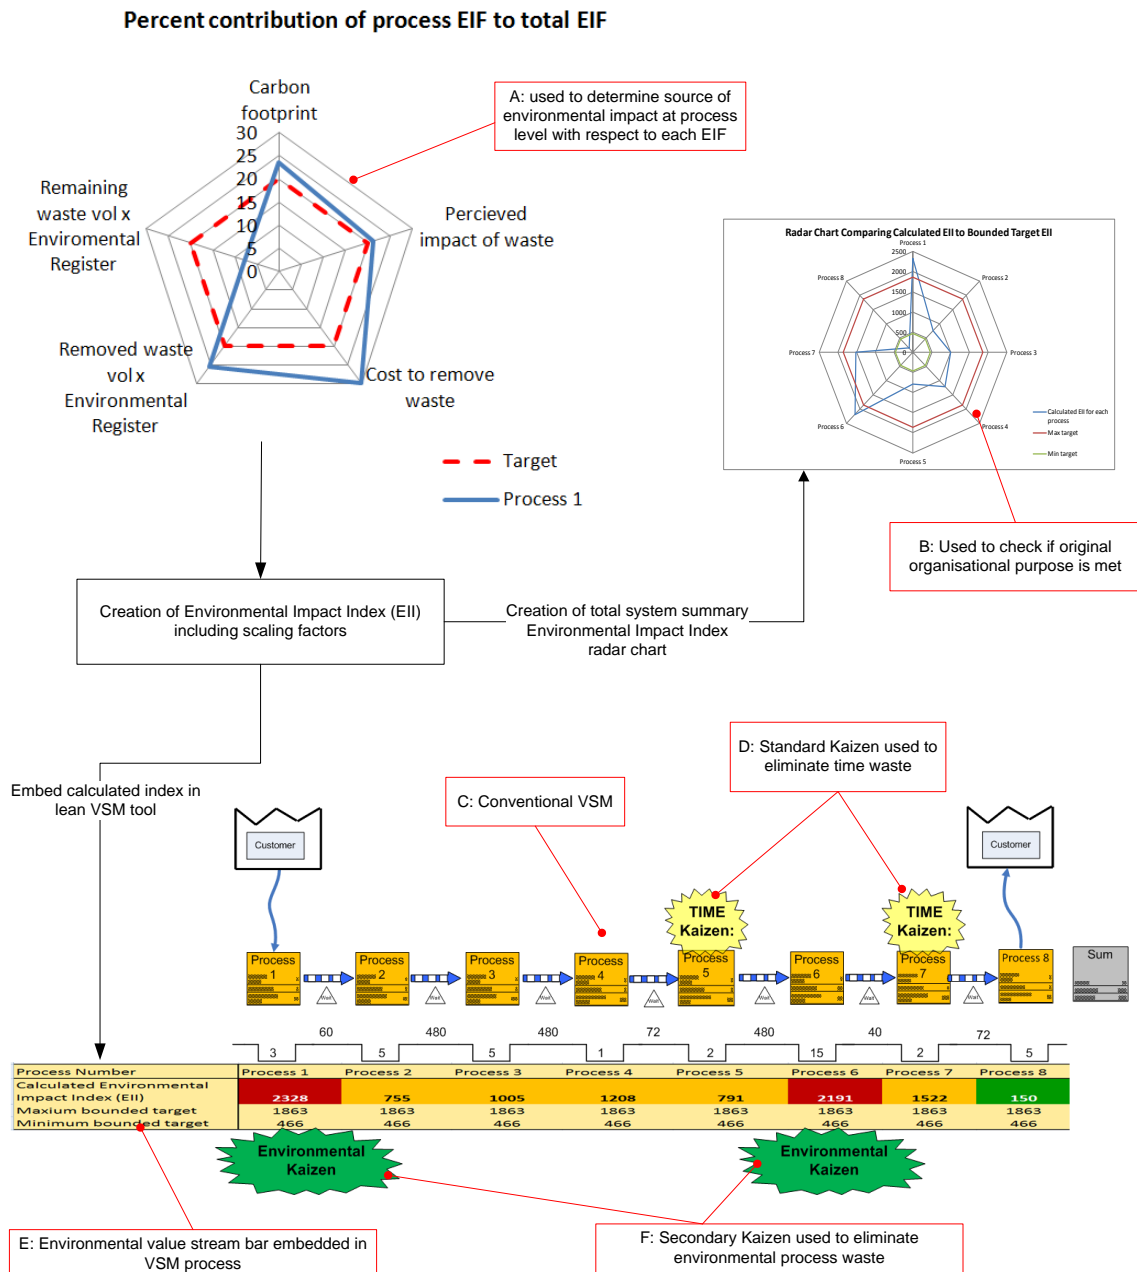 Percent contribution of process EIF to total EIF
Carbon
footprint
30
25
20
15
10
5
0
Percieved
impact of waste
Cost to remove
waste
Removed waste
vol x
Environmental
Register
Remaining
waste vol x
Enviromental
Register
Target
Process 1
A: used to determine source of
environmental impact at process
level with respect to each EIF
Radar Chart Comparing Calculated EII to Bounded Target EII
Process 1
2500
2000
1500
1000
500
0
Process 2
Process 3
Process 4
Process 5
Process 6
Process 7
Process 8
Calculated EII for each
process
Max target
Min target
B: Used to check if original
organisational purpose is met
Creation of Environmental Impact Index (EII)
including scaling factors
Creation of total system summary
Environmental Impact Index
radar chart
Embed calculated index in
lean VSM tool
C: Conventional VSM
D: Standard Kaizen used to
eliminate time waste
Customer
Customer
TIME
Kaizen:
TIME
Kaizen:
Process
1
Process
2
Process
3
Process
4
Process
5
Process
6
Process
7
Process 8
Sum
Wait
Wait
Wait
Wait
Wait
Wait
Wait
60 480 480 72 480 40 72
3 5 5 1 2 15 2 5
Process Number Process 1 Process 2 Process 3 Process 4 Process 5 Process 6 Process 7 Process 8
Calculated Environmental
Impact Index (EII) 2328 755 1005 1208 791 2191 1522 150
Maxium bounded target 1863 1863 1863 1863 1863 1863 1863 1863
Minimum bounded target 466 466 466 466 466 466 466 466
Environmental
Kaizen
Environmental
Kaizen
E: Environmental value stream bar embedded in
VSM process
F: Secondary Kaizen used to eliminate
environmental process waste